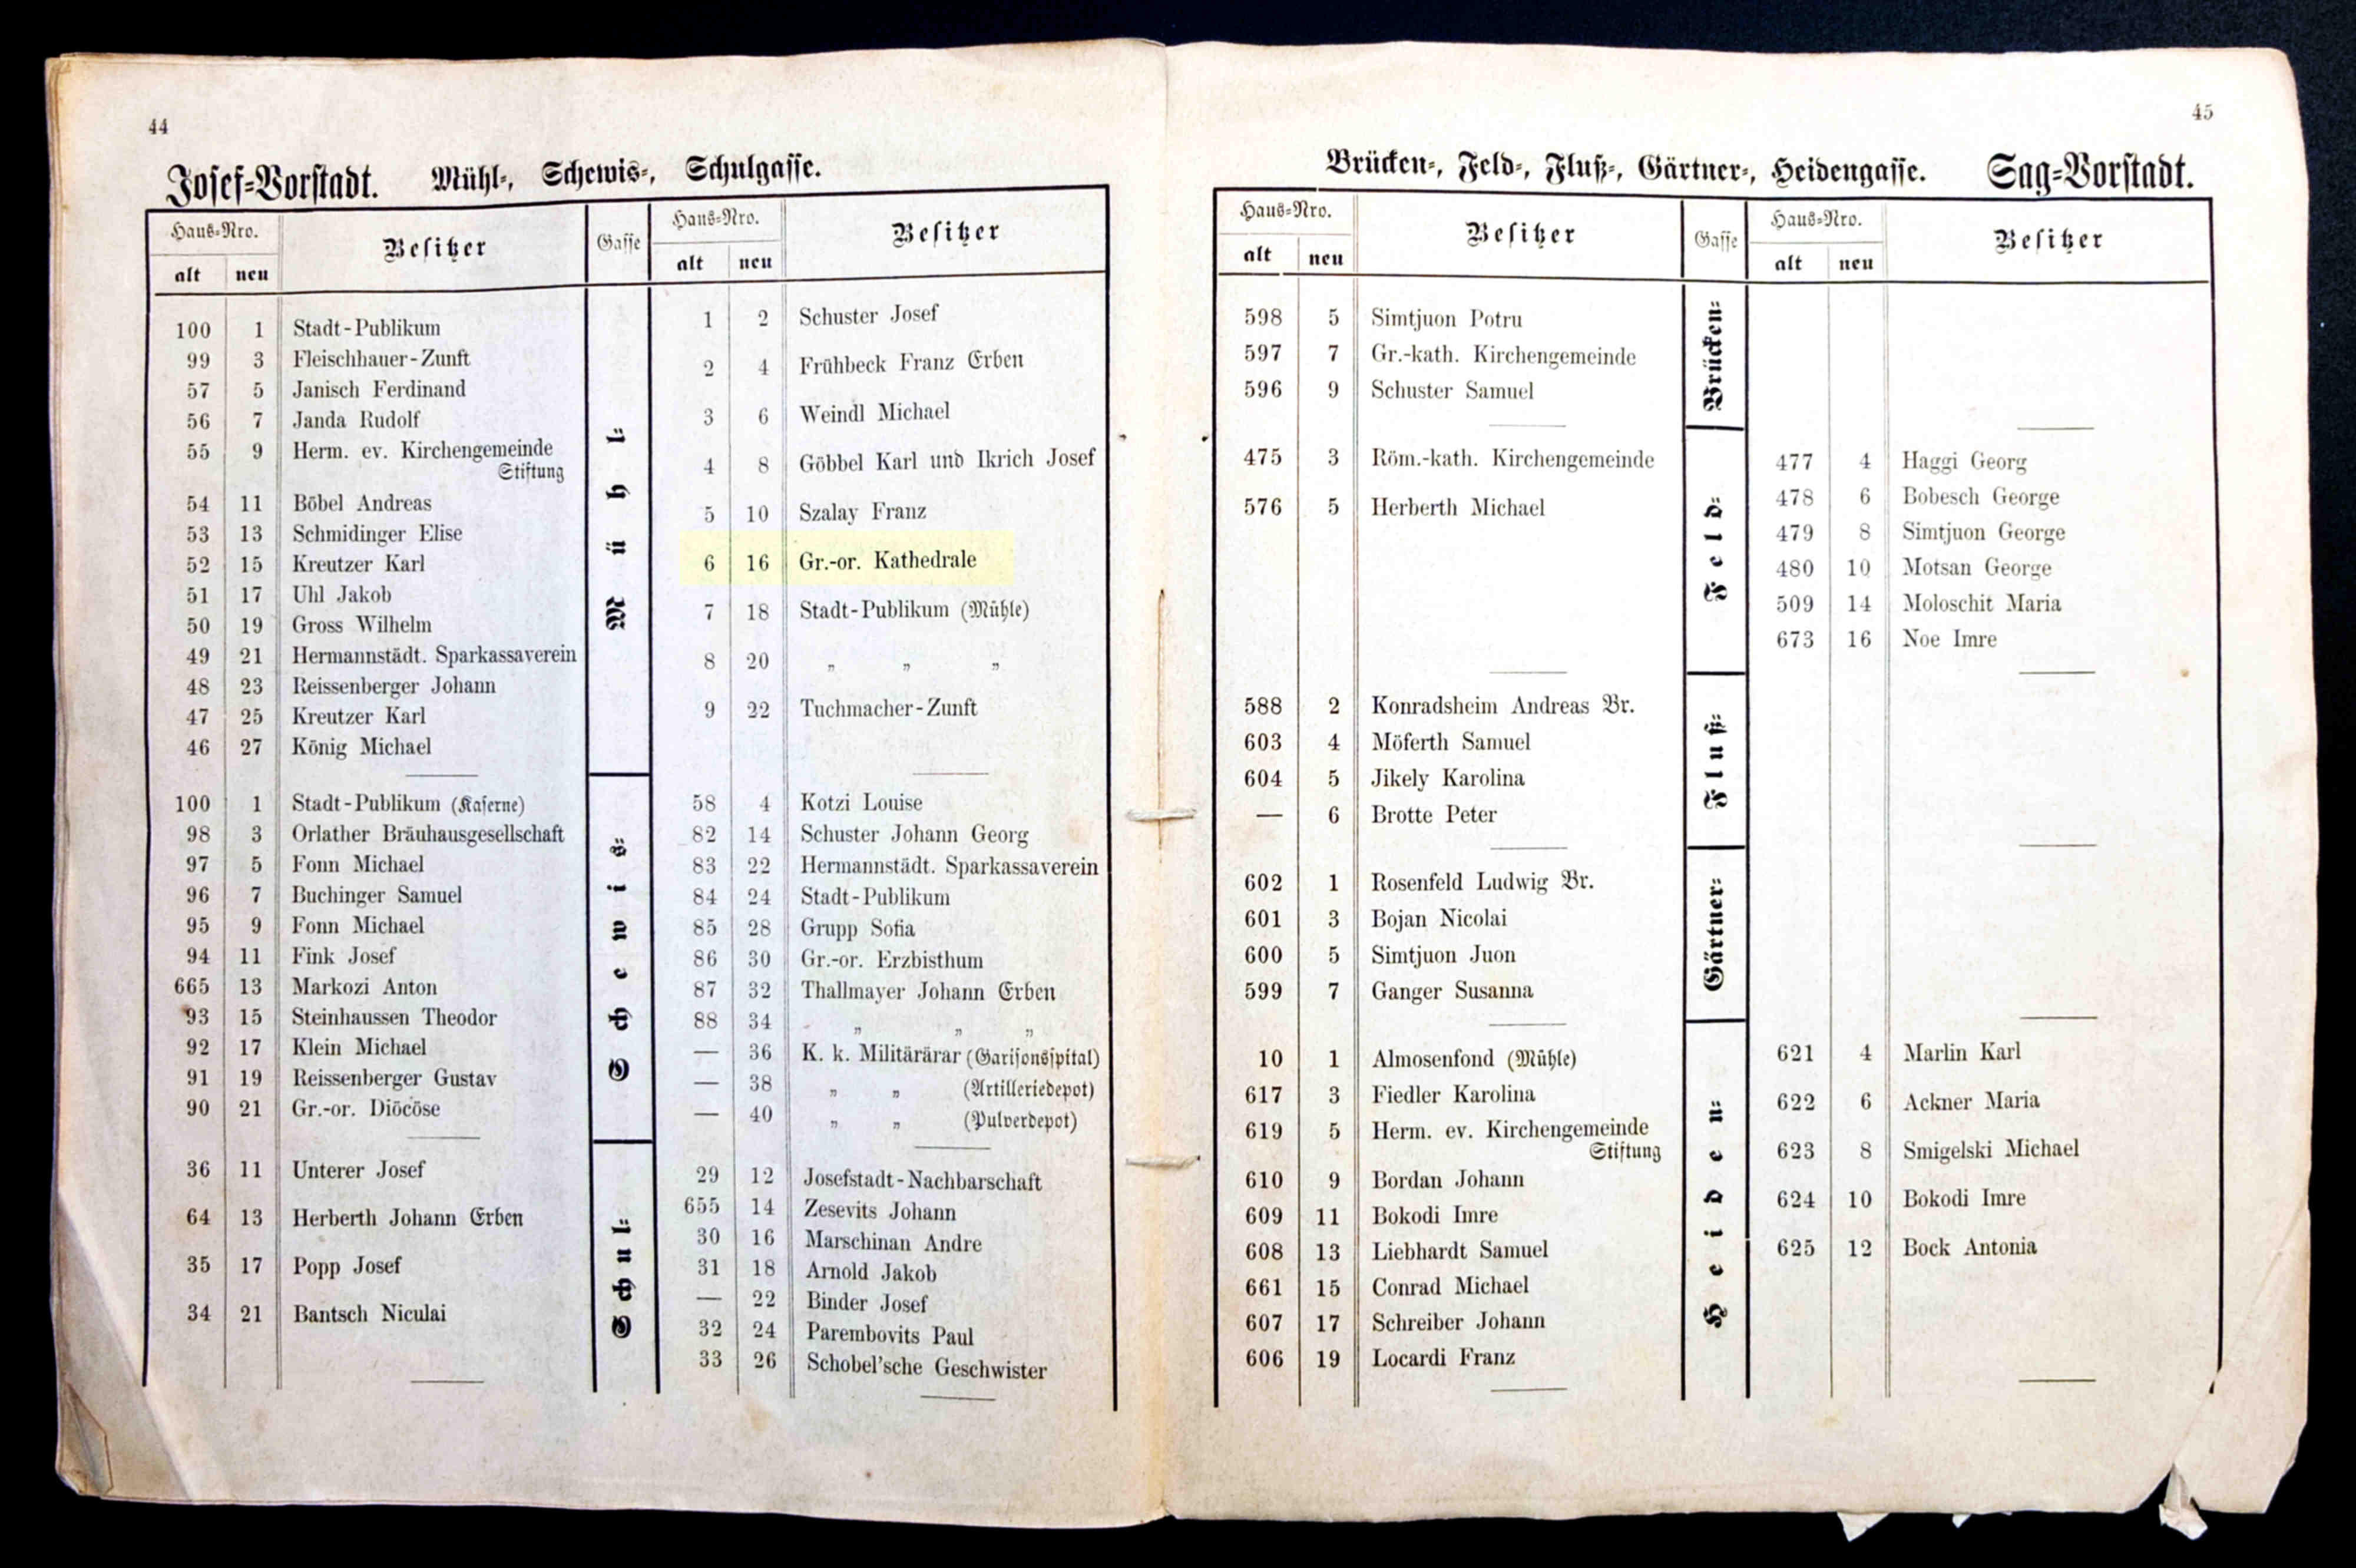 44
Josef-Vorstadt. Mühl-, Schewis-, Schulgasse.
Haus-Nro. Besitzer Gasse Haus-Nro. Besitzer
alt neu alt neu
Mühl-
100 1 Stadt-Publikum
99 3 Fleischhauer-Zunft
57 5 Janisch Ferdinand
56 7 Janda Rudolf
55 9 Herm. ev. Kirchengemeinde
Stiftung
54 11 Böbel Andreas
53 13 Schmidinger Elise
52 15 Kreutzer Karl
51 17 Uhl Jakob
50 19 Gross Wilhelm
49 21 Hermannstädt. Sparkassaverein
48 23 Reissenberger Johann
47 25 Kreutzer Karl
46 27 König Michael
1 2 Schuster Josef
2 4 Frühbeck Franz Erben
3 6 Weindl Michael
4 8 Göbbel Karl und Ikrich Josef
5 10 Szalay Franz
6 16 Gr.-or. Kathedrale
7 18 Stadt-Publikum (Mühle)
8 20 „ „ „
9 22 Tuchmacher-Zunft
Schewis-
100 1 Stadt-Publikum (Kaserne)
98 3 Orlather Bräuhausgesellschaft
97 5 Fonn Michael
96 7 Buchinger Samuel
95 9 Fonn Michael
94 11 Fink Josef
665 13 Markozi Anton
93 15 Steinhaussen Theodor
92 17 Klein Michael
91 19 Reissenberger Gustav
90 21 Gr.-or. Diöcöse
58 4 Kotzi Louise
82 14 Schuster Johann Georg
83 22 Hermannstädt. Sparkassaverein
84 24 Stadt-Publikum
85 28 Grupp Sofia
86 30 Gr.-or. Erzbisthum
87 32 Thallmayer Johann Erben
88 34 „ „ „
— 36 K. k. Militärärar (Garisonsspital)
— 38 „ „ (Artilleriedepot)
— 40 „ „ (Pulverdepot)
Schul-
36 11 Unterer Josef
64 13 Herberth Johann Erben
35 17 Popp Josef
34 21 Bantsch Niculai
29 12 Josefstadt-Nachbarschaft
655 14 Zesevits Johann
30 16 Marschinan Andre
31 18 Arnold Jakob
— 22 Binder Josef
32 24 Parembovits Paul
33 26 Schobel'sche Geschwister
45
Brücken-, Feld-, Fluß-, Gärtner-, Heidengasse. Sag-Vorstadt.
Haus-Nro. Besitzer Gasse Haus-Nro. Besitzer
alt neu alt neu
Brücken-
598 5 Simtjuon Potru
597 7 Gr.-kath. Kirchengemeinde
596 9 Schuster Samuel
Feld-
475 3 Röm.-kath. Kirchengemeinde
576 5 Herberth Michael
477 4 Haggi Georg
478 6 Bobesch George
479 8 Simtjuon George
480 10 Motsan George
509 14 Moloschit Maria
673 16 Noe Imre
Fluß-
588 2 Konradsheim Andreas Br.
603 4 Möferth Samuel
604 5 Jikely Karolina
— 6 Brotte Peter
Gärtner-
602 1 Rosenfeld Ludwig Br.
601 3 Bojan Nicolai
600 5 Simtjuon Juon
599 7 Ganger Susanna
Heiden-
10 1 Almosenfond (Mühle)
617 3 Fiedler Karolina
619 5 Herm. ev. Kirchengemeinde
Stiftung
610 9 Bordan Johann
609 11 Bokodi Imre
608 13 Liebhardt Samuel
661 15 Conrad Michael
607 17 Schreiber Johann
606 19 Locardi Franz
621 4 Marlin Karl
622 6 Ackner Maria
623 8 Smigelski Michael
624 10 Bokodi Imre
625 12 Bock Antonia